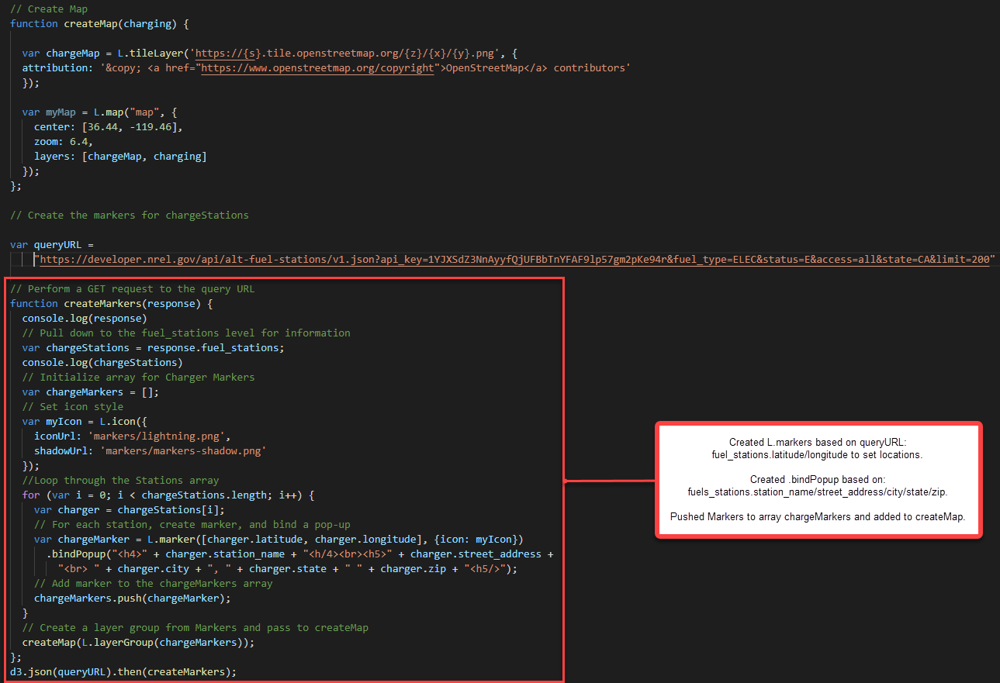 // Create Map
function createMap(charging) {
var chargeMap = L.tileLayer('https://{s}.tile.openstreetmap.org/{z}/{x}/{y}.png', {
attribution: '&copy; <a href="https://www.openstreetmap.org/copyright">OpenStreetMap</a> contributors'
});
var myMap = L.map("map", {
center: [36.44, -119.46],
zoom: 6.4,
layers: [chargeMap, charging]
});
};
// Create the markers for chargeStations
var queryURL =
"https://developer.nrel.gov/api/alt-fuel-stations/v1.json?api_key=1YJXSdZ3NnAyyfQjUFBbTnYFAF9lp57gm2pKe94r&fuel_type=ELEC&status=E&access=all&state=CA&limit=200"
// Perform a GET request to the query URL
function createMarkers(response) {
console.log(response)
// Pull down to the fuel_stations level for information
var chargeStations = response.fuel_stations;
console.log(chargeStations)
// Initialize array for Charger Markers
var chargeMarkers = [];
// Set icon style
var myIcon = L.icon({
iconUrl: 'markers/lightning.png',
shadowUrl: 'markers/markers-shadow.png'
});
//Loop through the Stations array
for (var i = 0; i < chargeStations.length; i++) {
var charger = chargeStations[i];
// For each station, create marker, and bind a pop-up
var chargeMarker = L.marker([charger.latitude, charger.longitude], {icon: myIcon})
.bindPopup("<h4>" + charger.station_name + "<h/4><br><h5>" + charger.street_address +
"<br> " + charger.city + ", " + charger.state + " " + charger.zip + "<h5/>");
// Add marker to the chargeMarkers array
chargeMarkers.push(chargeMarker);
}
// Create a layer group from Markers and pass to createMap
createMap(L.layerGroup(chargeMarkers));
};
d3.json(queryURL).then(createMarkers);
Created L.markers based on queryURL:
fuel_stations.latitude/longitude to set locations.
Created .bindPopup based on:
fuels_stations.station_name/street_address/city/state/zip.
Pushed Markers to array chargeMarkers and added to createMap.